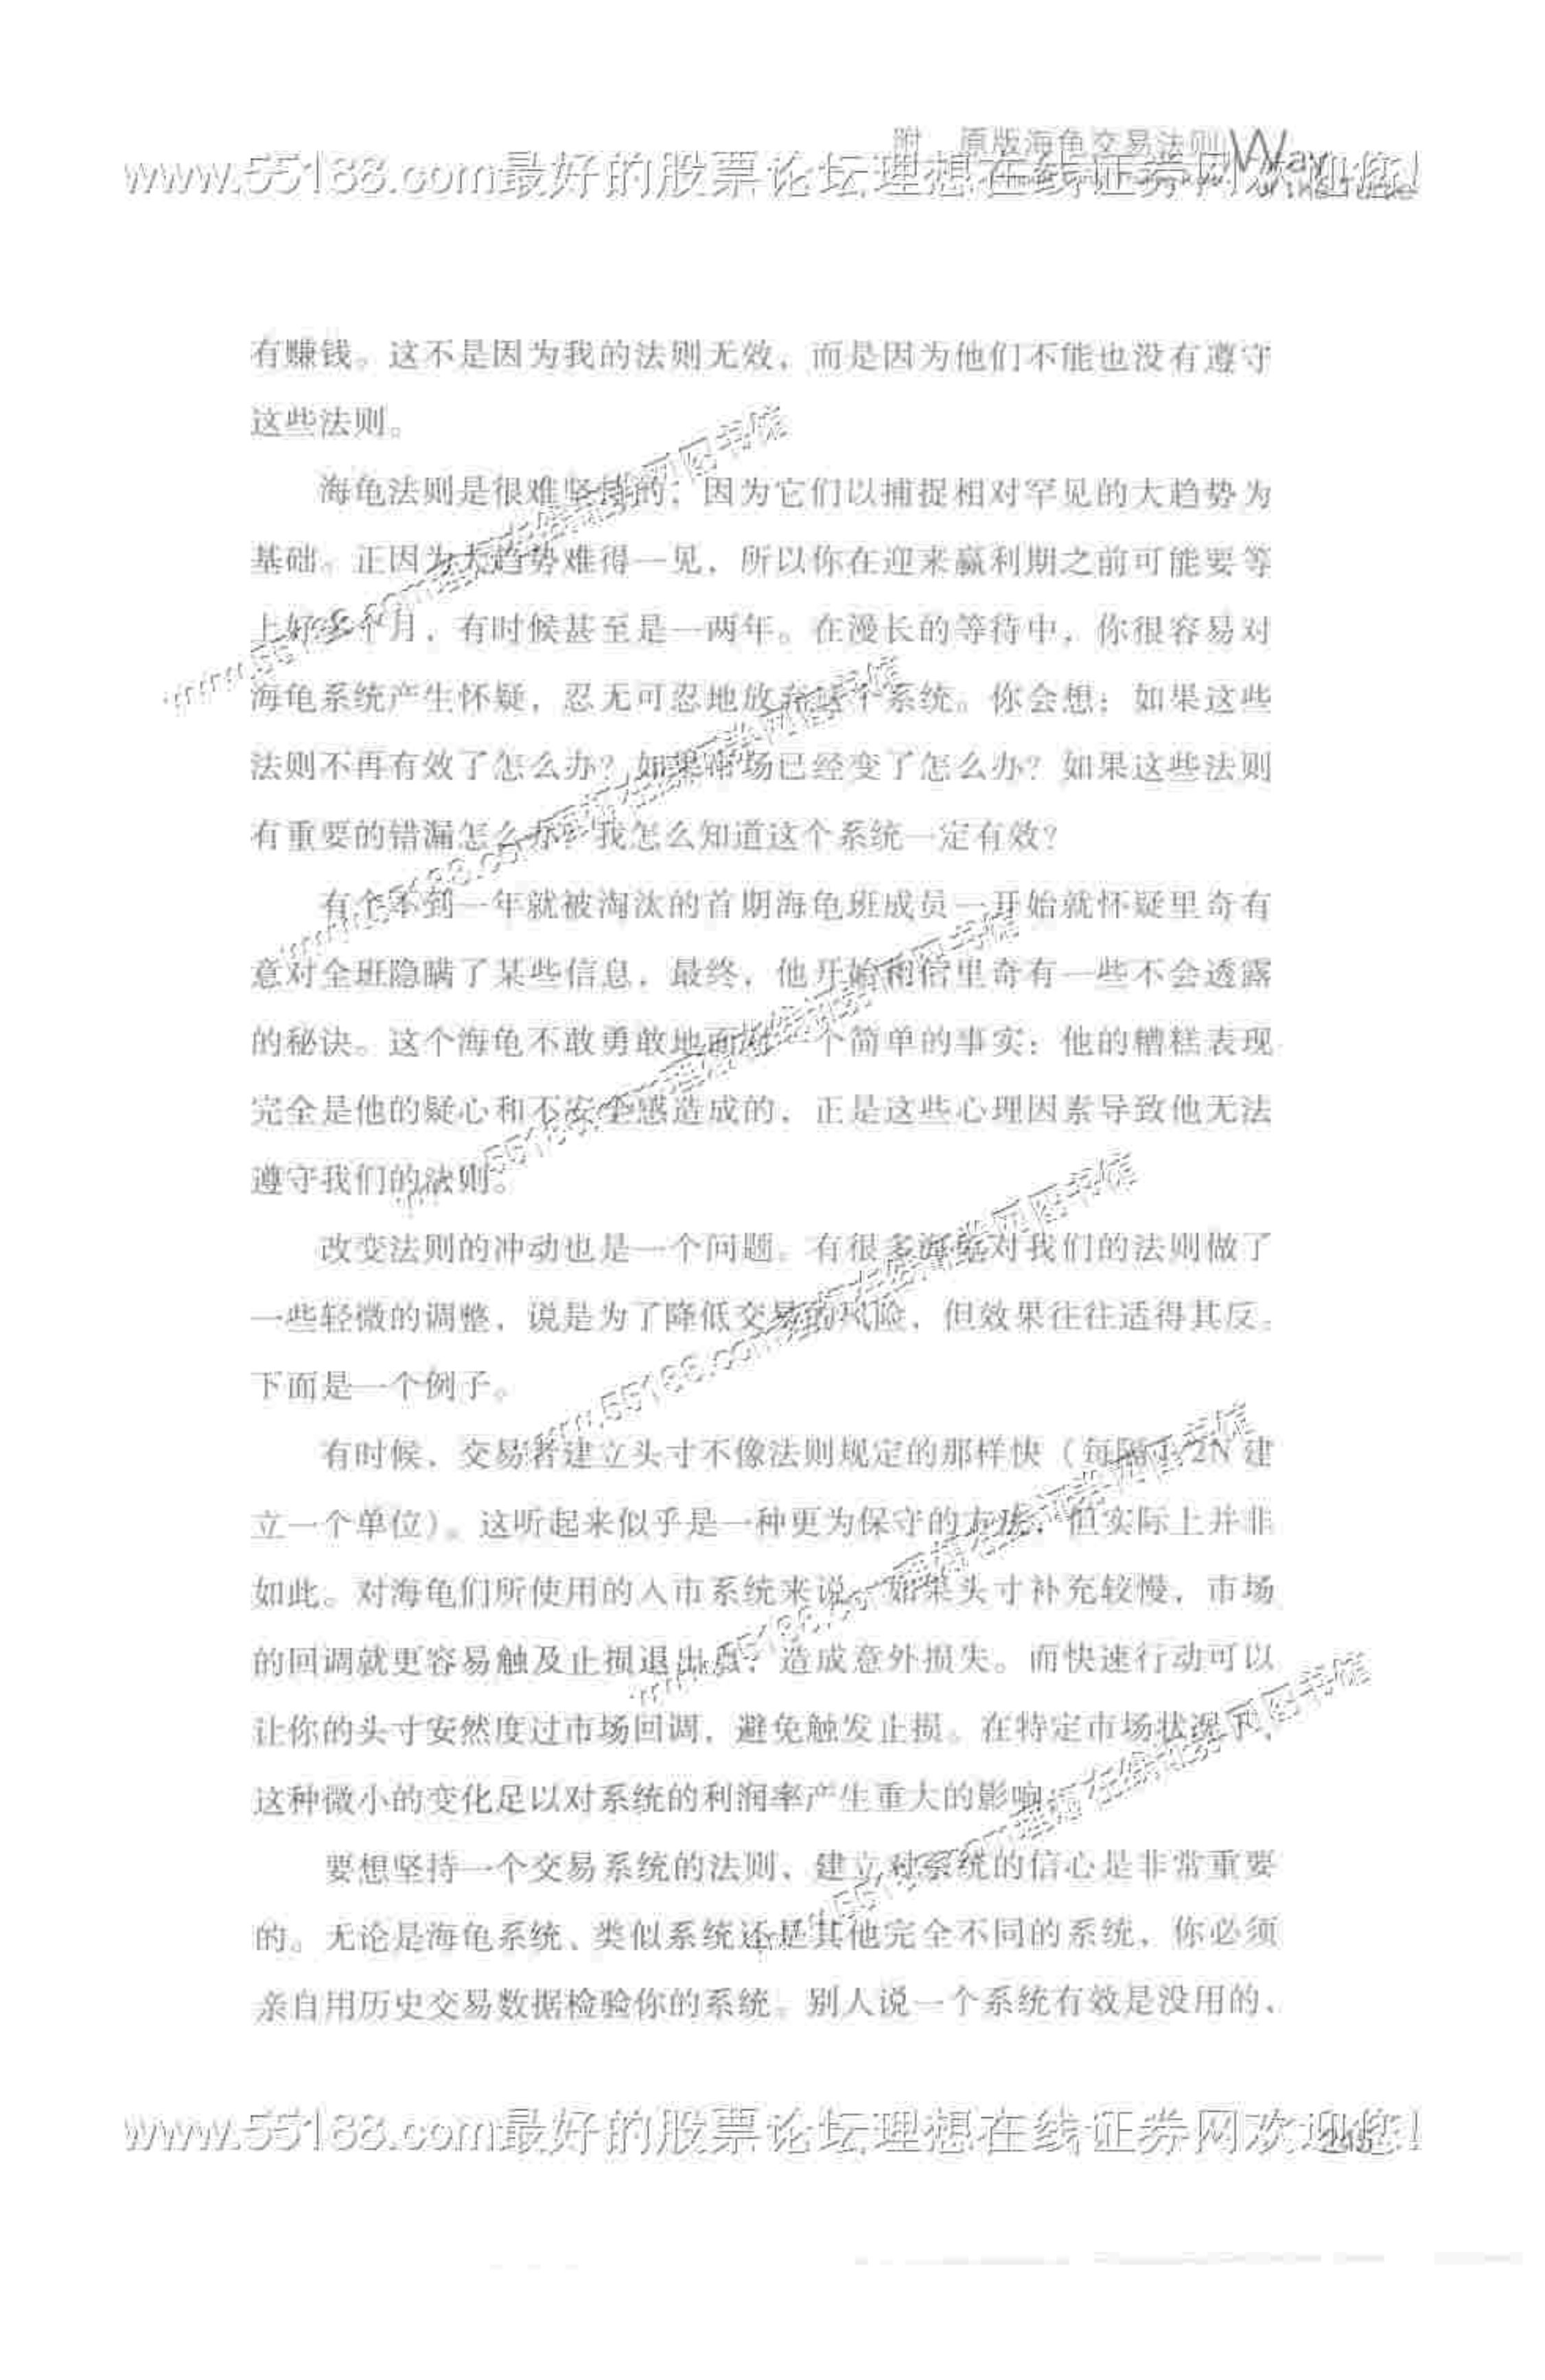 附 原版海龟交易法则 Way
www.55188.com最好的股票论坛理想在线证券网欢迎您!
有赚钱。这不是因为我的法则无效，而是因为他们不能也没有遵守
这些法则。
海龟法则是很难坚持的，因为它们以捕捉相对罕见的大趋势为
基础。正因为大趋势难得一见，所以你在迎来赢利期之前可能要等
上好多个月，有时候甚至是一两年。在漫长的等待中，你很容易对
海龟系统产生怀疑，忍无可忍地放弃这个系统。你会想：如果这些
法则不再有效了怎么办？如果市场已经变了怎么办？如果这些法则
有重要的错漏怎么办？我怎么知道这个系统一定有效？
有个不到一年就被淘汰的首期海龟班成员一开始就怀疑里奇有
意对全班隐瞒了某些信息，最终，他开始相信里奇有一些不会透露
的秘诀。这个海龟不敢勇敢地面对一个简单的事实：他的糟糕表现
完全是他的疑心和不安全感造成的，正是这些心理因素导致他无法
遵守我们的法则。
改变法则的冲动也是一个问题。有很多海龟对我们的法则做了
一些轻微的调整，说是为了降低交易的风险，但效果往往适得其反。
下面是一个例子。
有时候，交易者建立头寸不像法则规定的那样快（每隔1/2N建
立一个单位）。这听起来似乎是一种更为保守的方法，但实际上并非
如此。对海龟们所使用的入市系统来说，如果头寸补充较慢，市场
的回调就更容易触及止损退出点，造成意外损失。而快速行动可以
让你的头寸安然度过市场回调，避免触发止损。在特定市场状况下，
这种微小的变化足以对系统的利润率产生重大的影响。
要想坚持一个交易系统的法则，建立对系统的信心是非常重要
的。无论是海龟系统、类似系统还是其他完全不同的系统，你必须
亲自用历史交易数据检验你的系统。别人说一个系统有效是没用的，
www.55188.com最好的股票论坛理想在线证券网欢迎您!